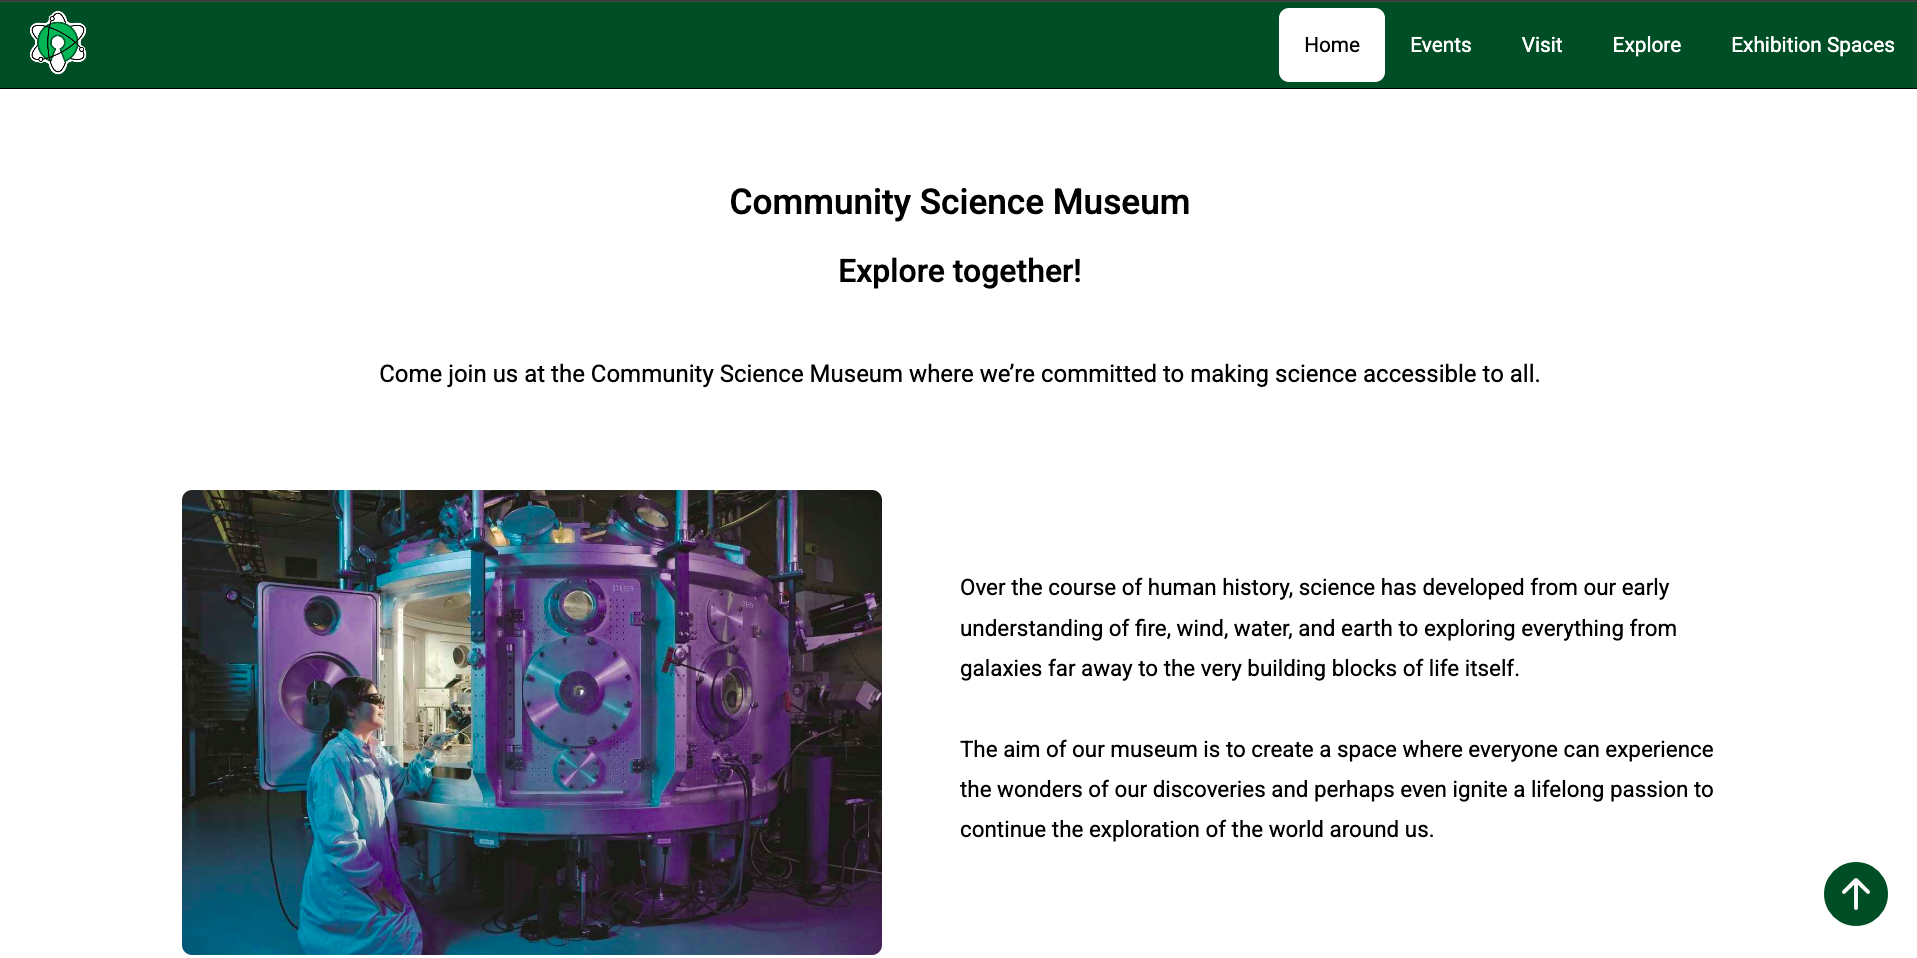 Home Events Visit Explore Exhibition Spaces
Community Science Museum
Explore together!
Come join us at the Community Science Museum where we’re committed to making science accessible to all.
Over the course of human history, science has developed from our early
understanding of fire, wind, water, and earth to exploring everything from
galaxies far away to the very building blocks of life itself.
The aim of our museum is to create a space where everyone can experience
the wonders of our discoveries and perhaps even ignite a lifelong passion to
continue the exploration of the world around us.